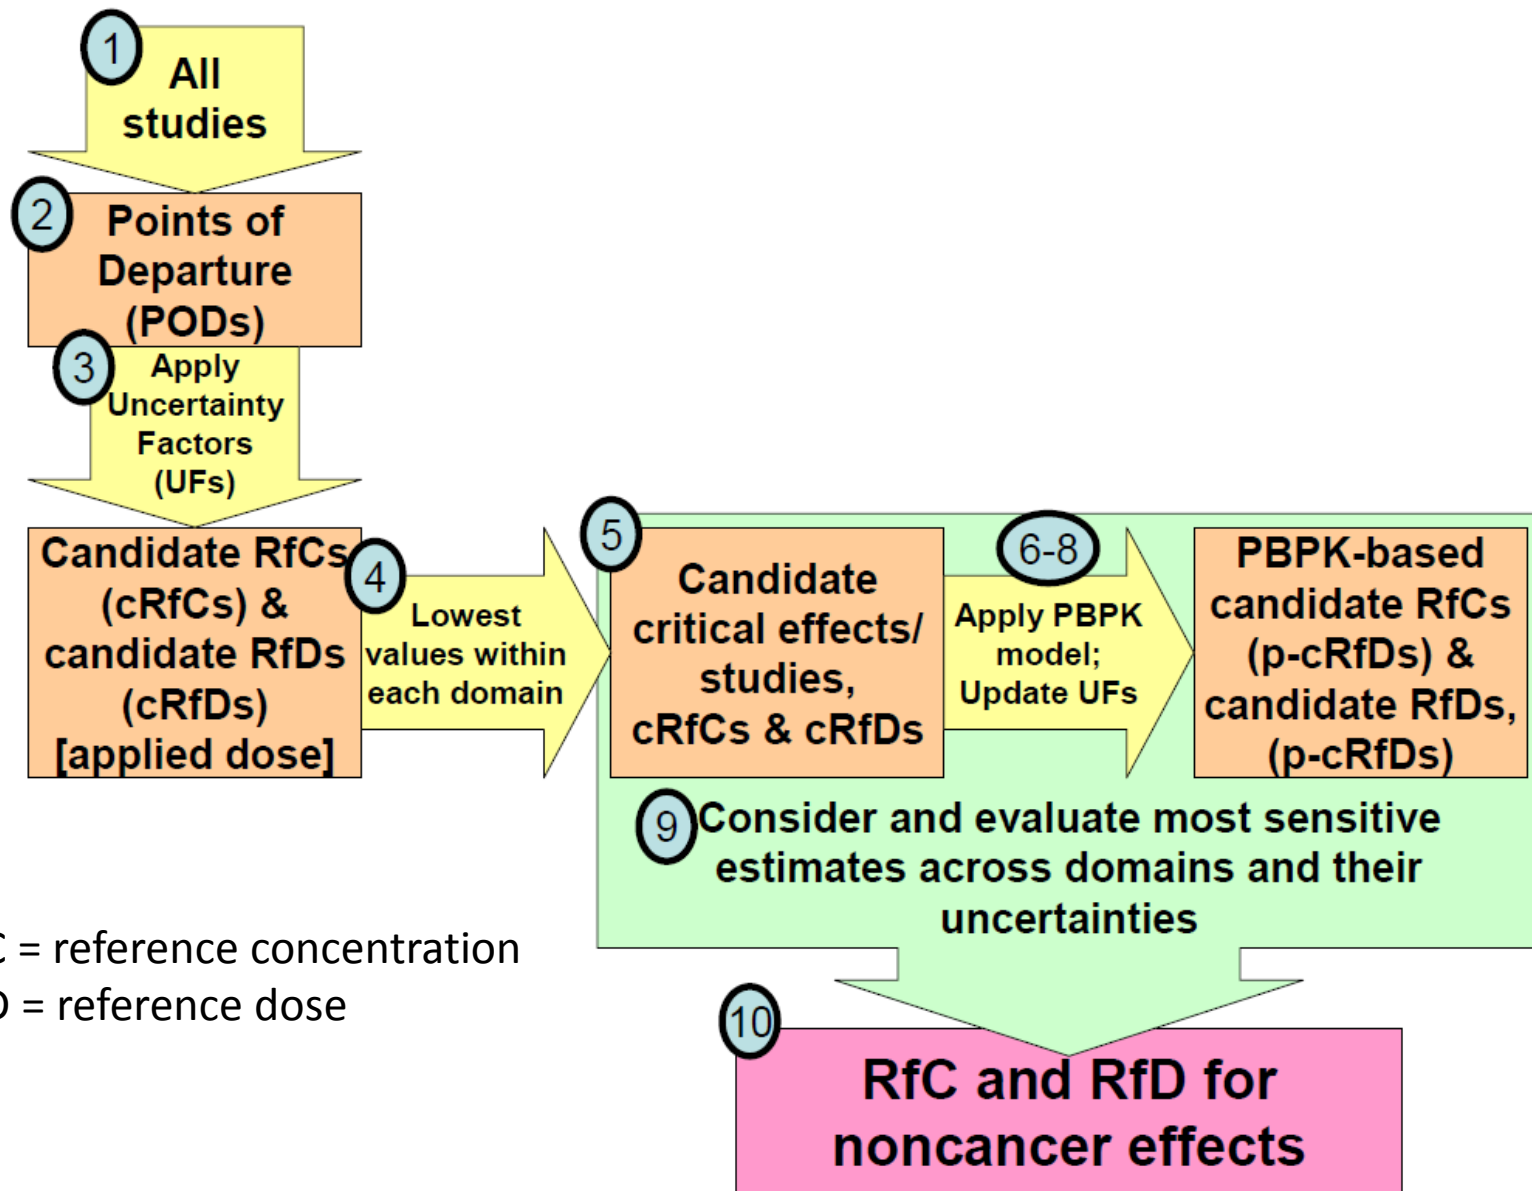 1
All
studies
2
Points of
Departure
(PODs)
3
Apply
Uncertainty
Factors
(UFs)
Candidate RfCs
(cRfCs) &
candidate RfDs
(cRfDs)
[applied dose]
4
Lowest
values within
each domain
5
Candidate
critical effects/
studies,
cRfCs & cRfDs
6-8
Apply PBPK
model;
Update UFs
PBPK-based
candidate RfCs
(p-cRfDs) &
candidate RfDs,
(p-cRfDs)
9
Consider and evaluate most sensitive
estimates across domains and their
uncertainties
C = reference concentration
D = reference dose
10
RfC and RfD for
noncancer effects